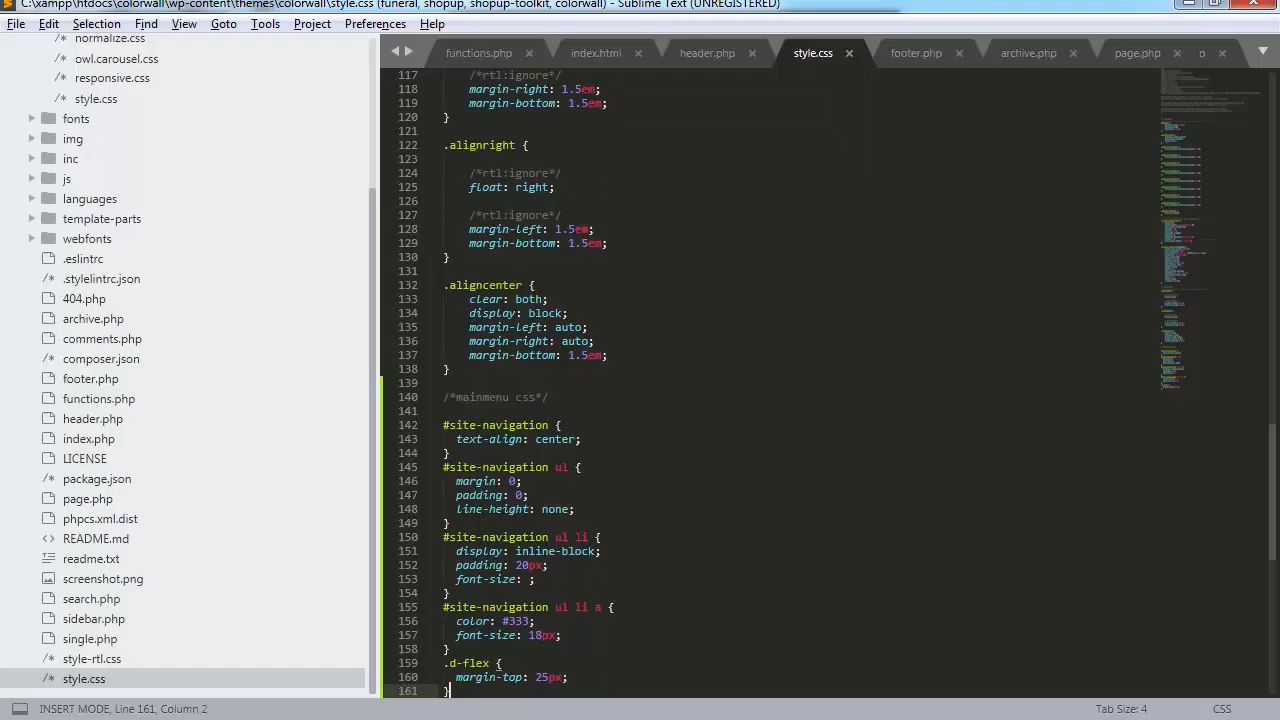 C:\xampp\htdocs\colorwall\wp-content\themes\colorwall\style.css (funeral, shopup, shopup-toolkit, colorwall) - Sublime Text (UNREGISTERED)
File Edit Selection Find View Goto Tools Project Preferences Help
functions.php × index.html × header.php × style.css × footer.php × archive.php × page.php × o ×
normalize.css
/* owl.carousel.css
/* responsive.css
/* style.css
fonts
img
inc
js
languages
template-parts
webfonts
.eslintrc
/* .stylelintrc.json
404.php
archive.php
comments.php
/* composer.json
footer.php
functions.php
header.php
index.php
LICENSE
/* package.json
page.php
phpcs.xml.dist
README.md
readme.txt
screenshot.png
search.php
sidebar.php
single.php
/* style-rtl.css
/* style.css
117 /*rtl:ignore*/
118 margin-right: 1.5em;
119 margin-bottom: 1.5em;
120 }
121
122 .alignright {
123
124 /*rtl:ignore*/
125 float: right;
126
127 /*rtl:ignore*/
128 margin-left: 1.5em;
129 margin-bottom: 1.5em;
130 }
131
132 .aligncenter {
133 clear: both;
134 display: block;
135 margin-left: auto;
136 margin-right: auto;
137 margin-bottom: 1.5em;
138 }
139
140 /*mainmenu css*/
141
142 #site-navigation {
143 text-align: center;
144 }
145 #site-navigation ul {
146 margin: 0;
147 padding: 0;
148 line-height: none;
149 }
150 #site-navigation ul li {
151 display: inline-block;
152 padding: 20px;
153 font-size: ;
154 }
155 #site-navigation ul li a {
156 color: #333;
157 font-size: 18px;
158 }
159 .d-flex {
160 margin-top: 25px;
161 }
INSERT MODE, Line 161, Column 2
Tab Size: 4
CSS